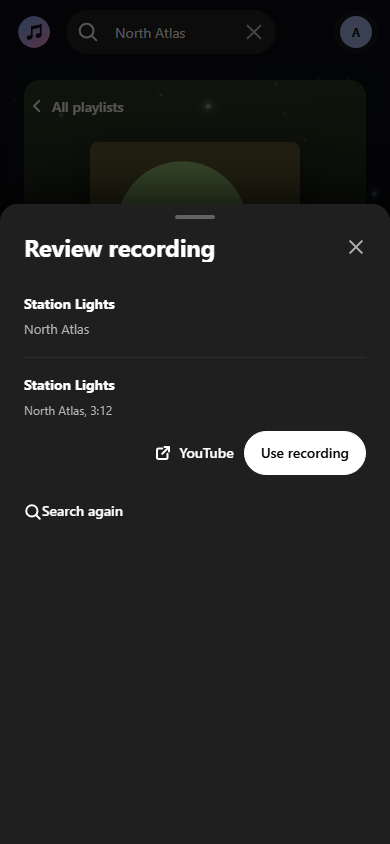 North Atlas
A
All playlists
Review recording
Station Lights
North Atlas
Station Lights
North Atlas, 3:12
YouTube
Use recording
Search again